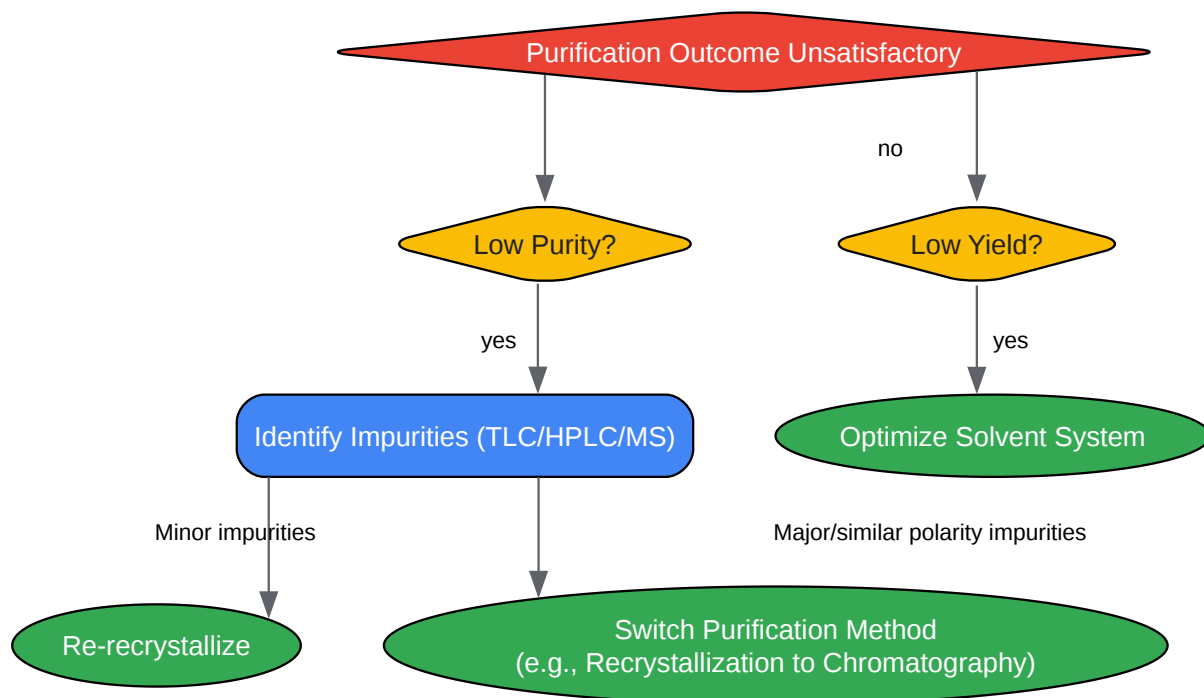 Purification Outcome Unsatisfactory
no
Low Purity?
Low Yield?
yes
yes
Identify Impurities (TLC/HPLC/MS)
Optimize Solvent System
Minor impurities
Major/similar polarity impurities
Re-recrystallize
Switch Purification Method
(e.g., Recrystallization to Chromatography)